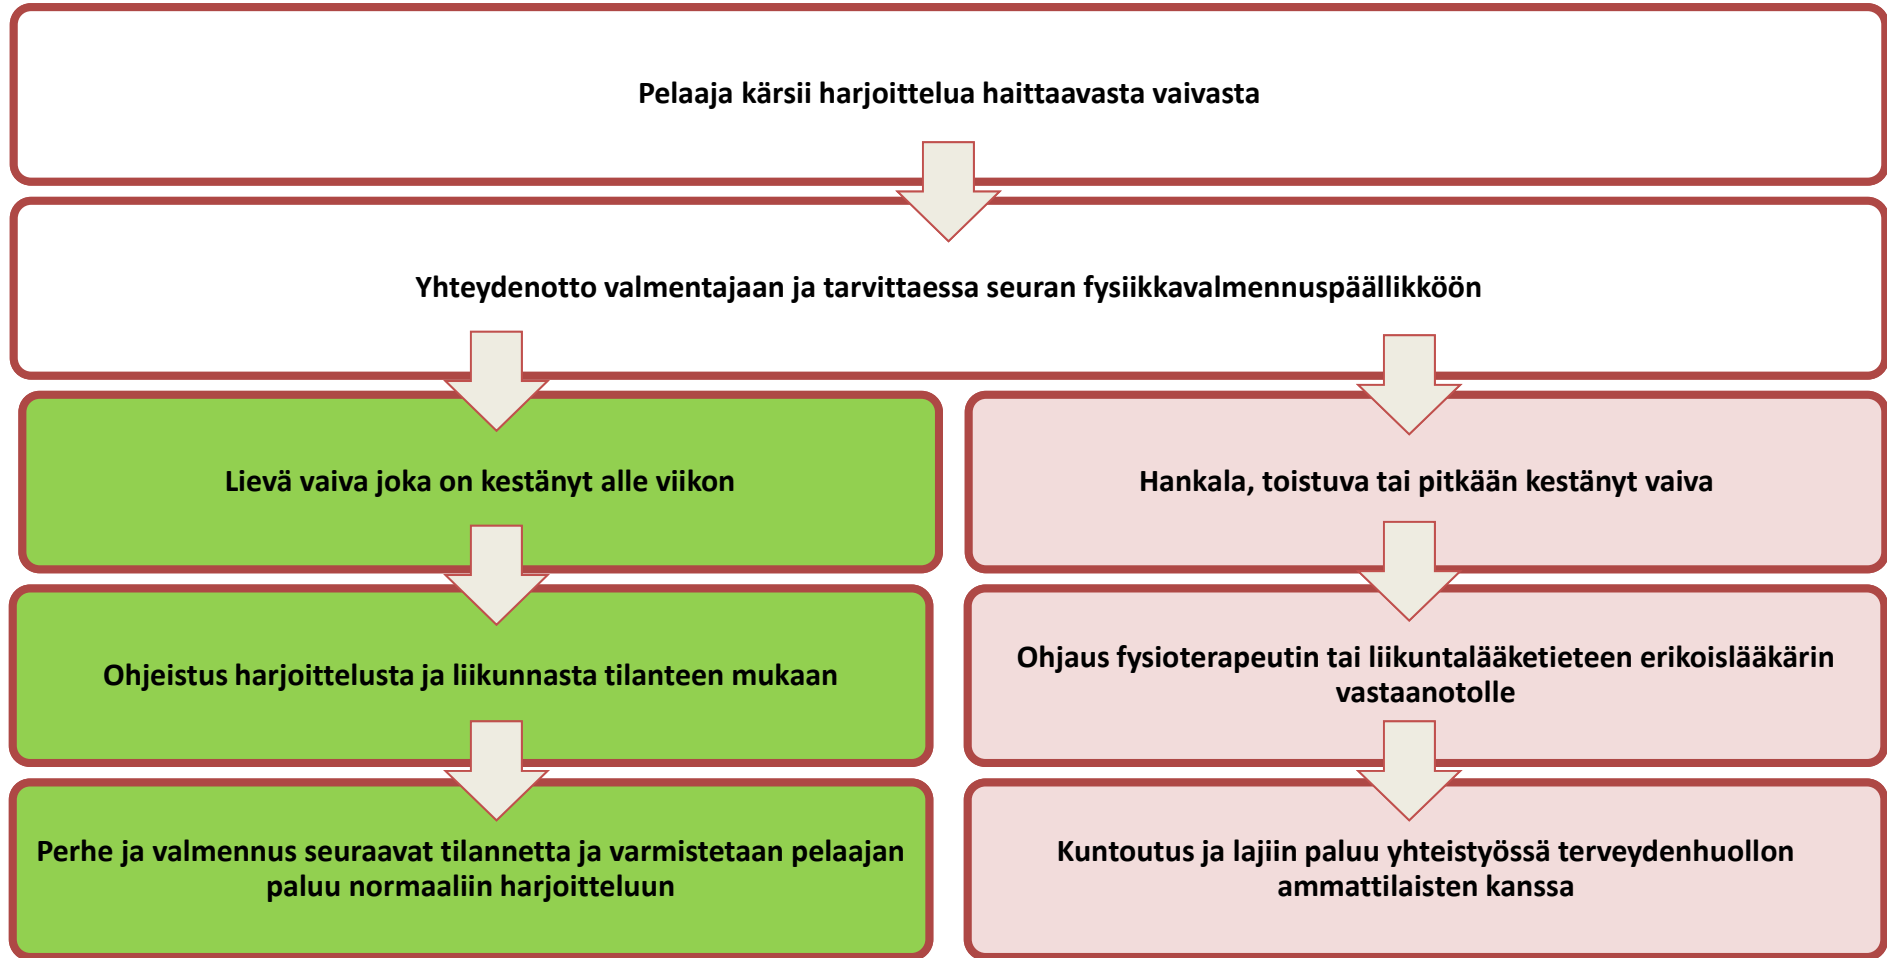 Pelaaja kärsii harjoittelua haittaavasta vaivasta
Yhteydenotto valmentajaan ja tarvittaessa seuran fysiikkavalmennuspäällikköön
Lievä vaiva joka on kestänyt alle viikon
Hankala, toistuva tai pitkään kestänyt vaiva
Ohjeistus harjoittelusta ja liikunnasta tilanteen mukaan
Ohjaus fysioterapeutin tai liikuntalääketieteen erikoislääkärin
vastaanotolle
Perhe ja valmennus seuraavat tilannetta ja varmistetaan pelaajan
paluu normaaliin harjoitteluun
Kuntoutus ja lajiin paluu yhteistyössä terveydenhuollon
ammattilaisten kanssa